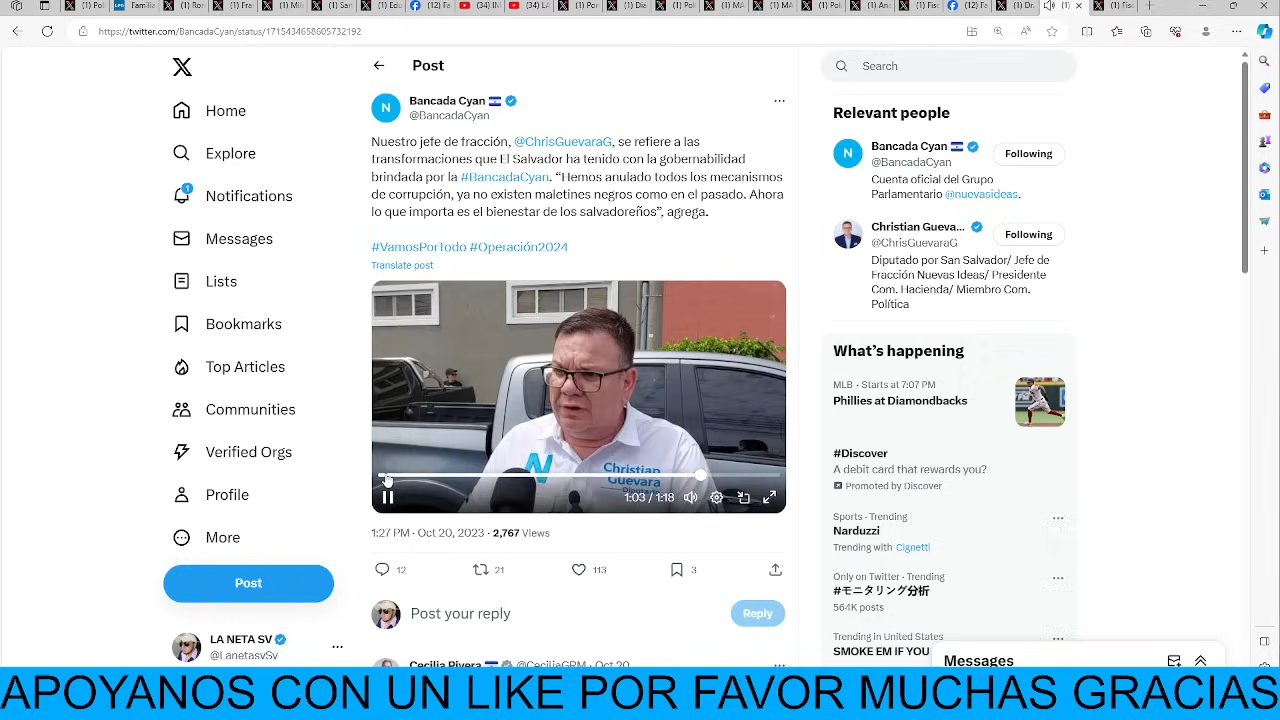 https://twitter.com/BancadaCyan/status/1715434658605732192
Home
Explore
1
Notifications
Messages
Lists
Bookmarks
Top Articles
Communities
Verified Orgs
Profile
More
Post
LA NETA SV
@LanetasvSv
Post
N
Bancada Cyan
@BancadaCyan
Nuestro jefe de fracción, @ChrisGuevaraG, se refiere a las
transformaciones que El Salvador ha tenido con la gobernabilidad
brindada por la #BancadaCyan. “Hemos anulado todos los mecanismos
de corrupción, ya no existen maletines negros como en el pasado. Ahora
lo que importa es el bienestar de los salvadoreños”, agrega.
#VamosPorTodo #Operación2024
Translate post
N
Christian
Guevara
1:03 / 1:18
1:27 PM · Oct 20, 2023 · 2,767 Views
12
21
113
3
Post your reply
Reply
Cecilia Rivera @CeciliaGRM · Oct 20
Search
Relevant people
N
Bancada Cyan
@BancadaCyan
Following
Cuenta oficial del Grupo
Parlamentario @nuevasideas.
Christian Gueva...
@ChrisGuevaraG
Following
Diputado por San Salvador/ Jefe de
Fracción Nuevas Ideas/ Presidente
Com. Hacienda/ Miembro Com.
Política
What’s happening
MLB · Starts at 7:07 PM
Phillies at Diamondbacks
#Discover
A debit card that rewards you?
Promoted by Discover
Sports · Trending
Narduzzi
Trending with Cignetti
Only on Twitter · Trending
#モニタリング分析
564K posts
Trending in United States
SMOKE EM IF YOU
Messages
APOYANOS CON UN LIKE POR FAVOR MUCHAS GRACIAS